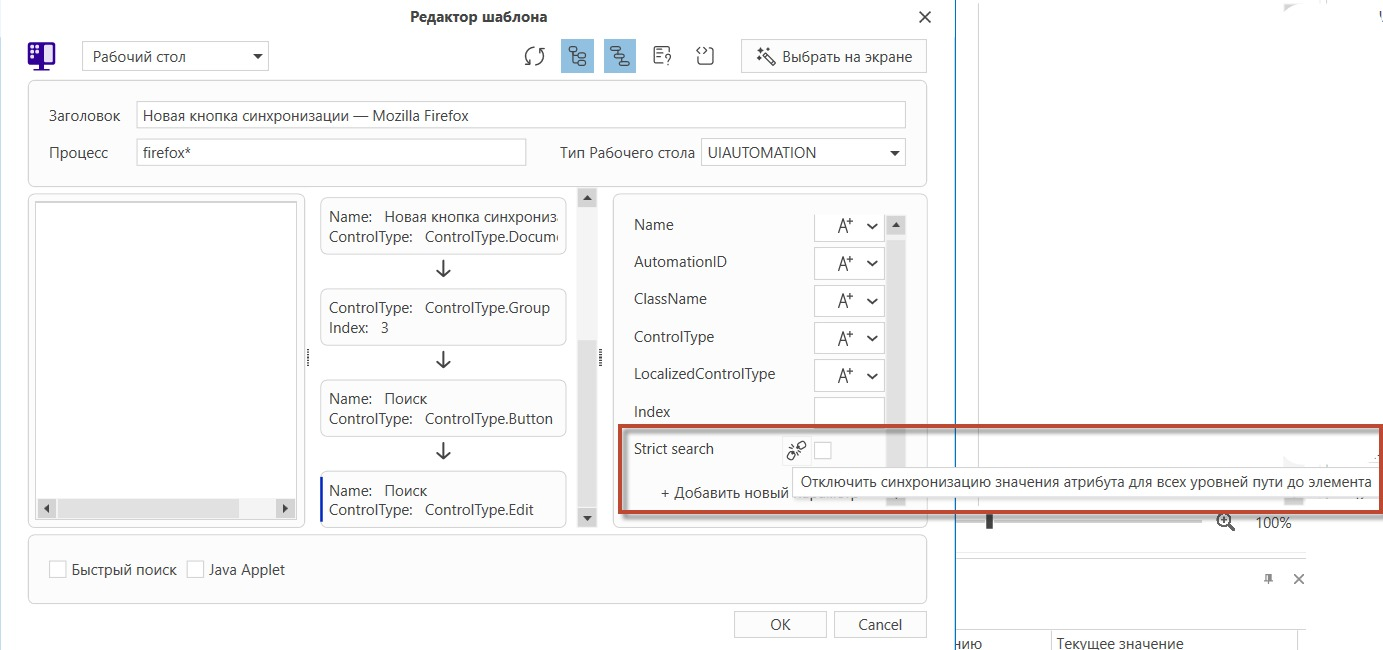 Редактор шаблона
Рабочий стол
Выбрать на экране
Заголовок Новая кнопка синхронизации — Mozilla Firefox
Процесс firefox* Тип Рабочего стола UIAUTOMATION
Name: Новая кнопка синхрониз
ControlType: ControlType.Docum
ControlType: ControlType.Group
Index: 3
Name: Поиск
ControlType: ControlType.Button
Name: Поиск
ControlType: ControlType.Edit
Name A+
AutomationID A+
ClassName A+
ControlType A+
LocalizedControlType A+
Index
Strict search
Отключить синхронизацию значения атрибута для всех уровней пути до элемента
+ Добавить новый
100%
Быстрый поиск Java Applet
OK Cancel
нию Текущее значение